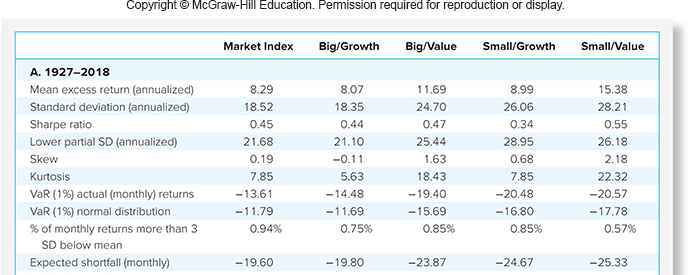 Copyright © McGraw-Hill Education. Permission required for reproduction or display.
Market Index Big/Growth Big/Value Small/Growth Small/Value
A. 1927–2018
Mean excess return (annualized) 8.29 8.07 11.69 8.99 15.38
Standard deviation (annualized) 18.52 18.35 24.70 26.06 28.21
Sharpe ratio 0.45 0.44 0.47 0.34 0.55
Lower partial SD (annualized) 21.68 21.10 25.44 28.95 26.18
Skew 0.19 −0.11 1.63 0.68 2.18
Kurtosis 7.85 5.63 18.43 7.85 22.32
VaR (1%) actual (monthly) returns −13.61 −14.48 −19.40 −20.48 −20.57
VaR (1%) normal distribution −11.79 −11.69 −15.69 −16.80 −17.78
% of monthly returns more than 3 0.94% 0.75% 0.85% 0.85% 0.57%
SD below mean
Expected shortfall (monthly) −19.60 −19.80 −23.87 −24.67 −25.33